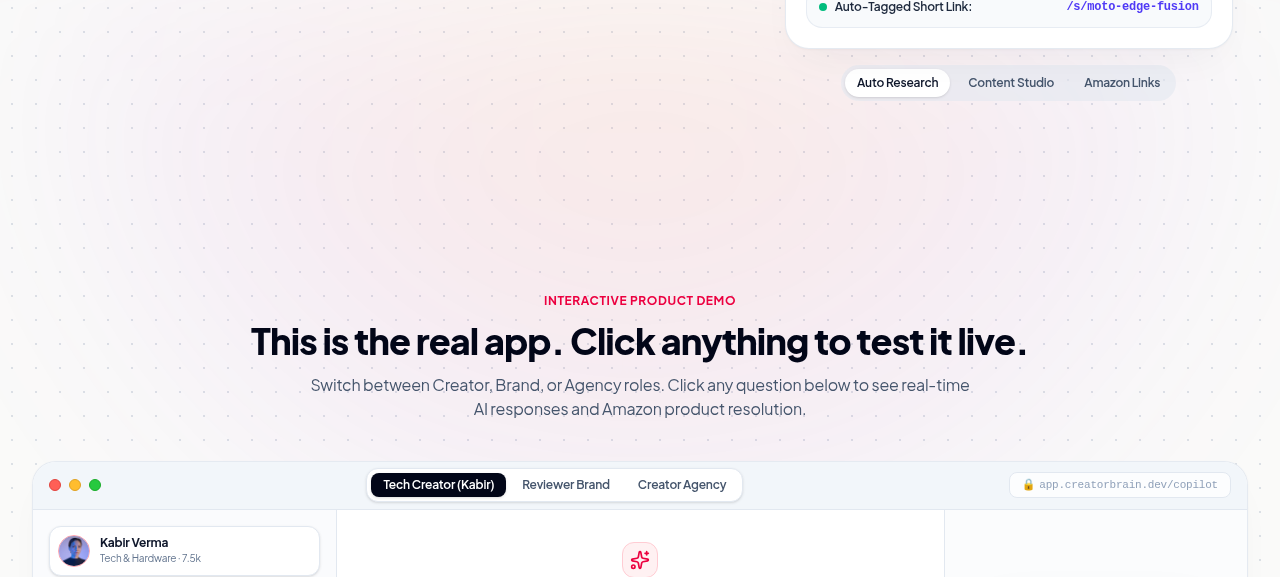 Auto-Tagged Short Link: /s/moto-edge-fusion
Auto Research Content Studio Amazon Links
INTERACTIVE PRODUCT DEMO
This is the real app. Click anything to test it live.
Switch between Creator, Brand, or Agency roles. Click any question below to see real-time
AI responses and Amazon product resolution.
Tech Creator (Kabir) Reviewer Brand Creator Agency
app.creatorbrain.dev/copilot
Kabir Verma
Tech & Hardware · 7.5k